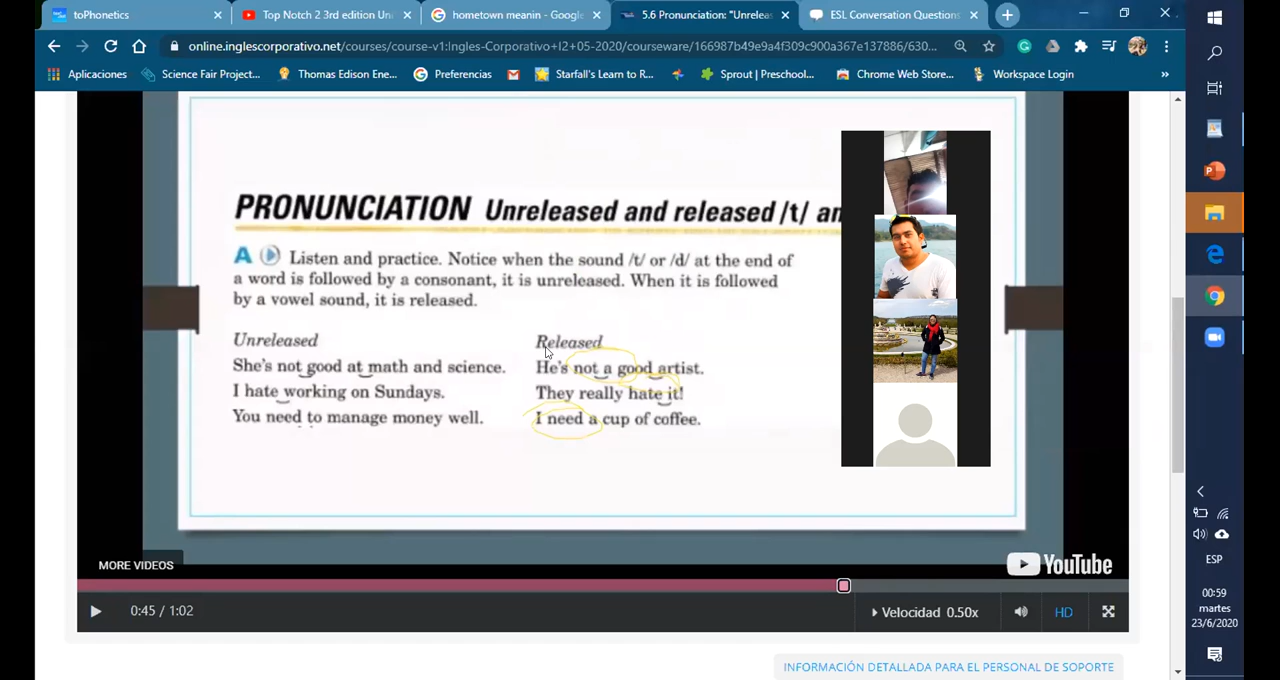 toPhonetics
Top Notch 2 3rd edition Uni
hometown meanin - Google
5.6 Pronunciation: "Unreleas
ESL Conversation Questions
online.inglescorporativo.net/courses/course-v1:Ingles-Corporativo+I2+05-2020/courseware/166987b49e9a4f309c900a367e137886/630...
Aplicaciones Science Fair Project... Thomas Edison Ene... Preferencias Starfall's Learn to R... Sprout | Preschool... Chrome Web Store... Workspace Login »
PRONUNCIATION Unreleased and released /t/ an
A Listen and practice. Notice when the sound /t/ or /d/ at the end of
a word is followed by a consonant, it is unreleased. When it is followed
by a vowel sound, it is released.
Unreleased
She's not good at math and science.
I hate working on Sundays.
You need to manage money well.
Released
He's not a good artist.
They really hate it!
I need a cup of coffee.
MORE VIDEOS
YouTube
0:45 / 1:02
Velocidad 0.50x
HD
INFORMACIÓN DETALLADA PARA EL PERSONAL DE SOPORTE
ESP
00:59
martes
23/6/2020